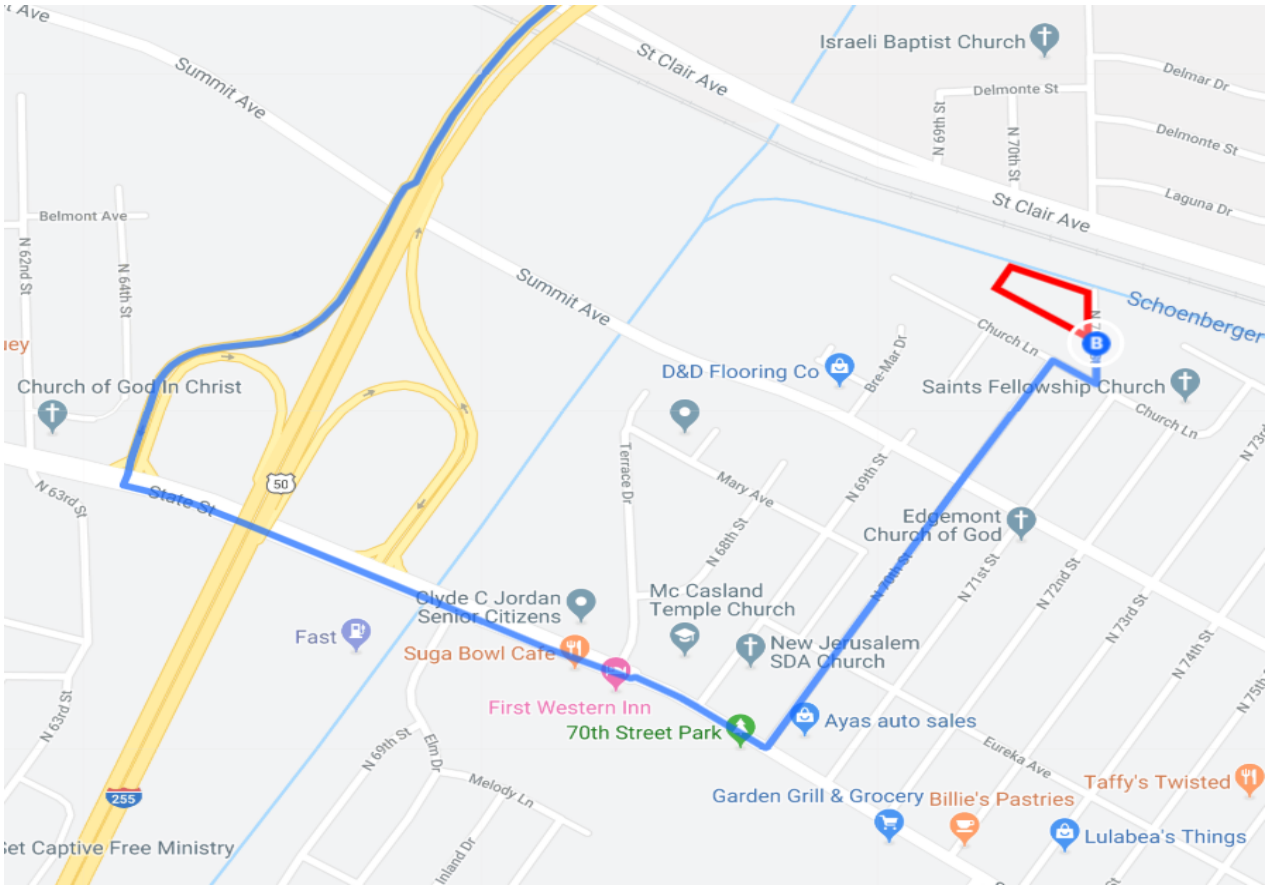 t Ave
Summit Ave
St Clair Ave
Israeli Baptist Church
Delmar Dr
Delmonte St
N 69th St
N 70th St
Delmonte St
Laguna Dr
St Clair Ave
Belmont Ave
N 62nd St
N 64th St
Summit Ave
Schoenberger
N 7
B
Church Ln
uey
Church of God In Christ
D&D Flooring Co
Bre-Mar Dr
Saints Fellowship Church
Church Ln
N 73rd
50
State St
N 63rd St
Terrace Dr
Mary Ave
N 69th St
N 68th St
Edgemont
Church of God
N 70th St
N 71st St
N 72nd St
N 73rd St
N 74th St
N 75th
Clyde C Jordan
Senior Citizens
Mc Casland
Temple Church
Fast
Suga Bowl Cafe
New Jerusalem
SDA Church
First Western Inn
70th Street Park
Ayas auto sales
N 63rd St
N 69th St
Elm Dr
Melody Ln
Eureka Ave
255
Garden Grill & Grocery
Billie's Pastries
Taffy's Twisted
Lulabea's Things
Set Captive Free Ministry
Inland Dr